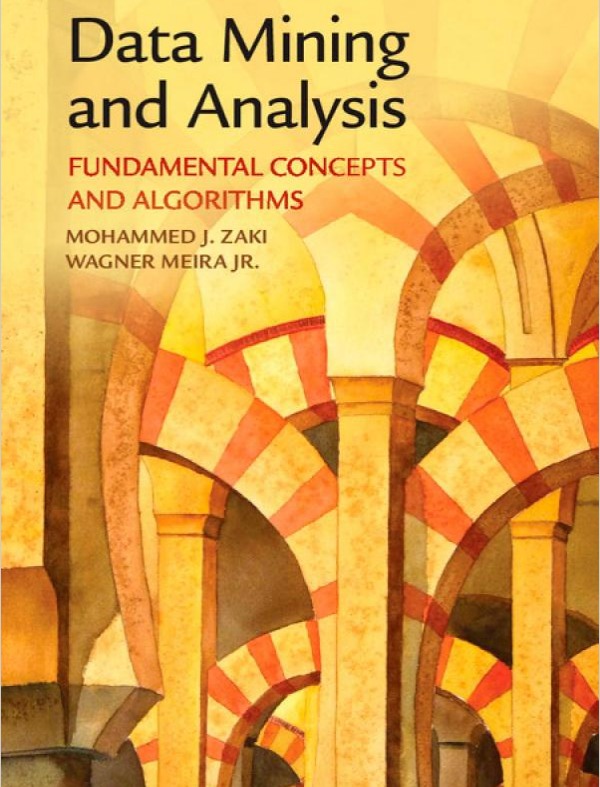 Data Mining
and Analysis
FUNDAMENTAL CONCEPTS
AND ALGORITHMS
MOHAMMED J. ZAKI
WAGNER MEIRA JR.